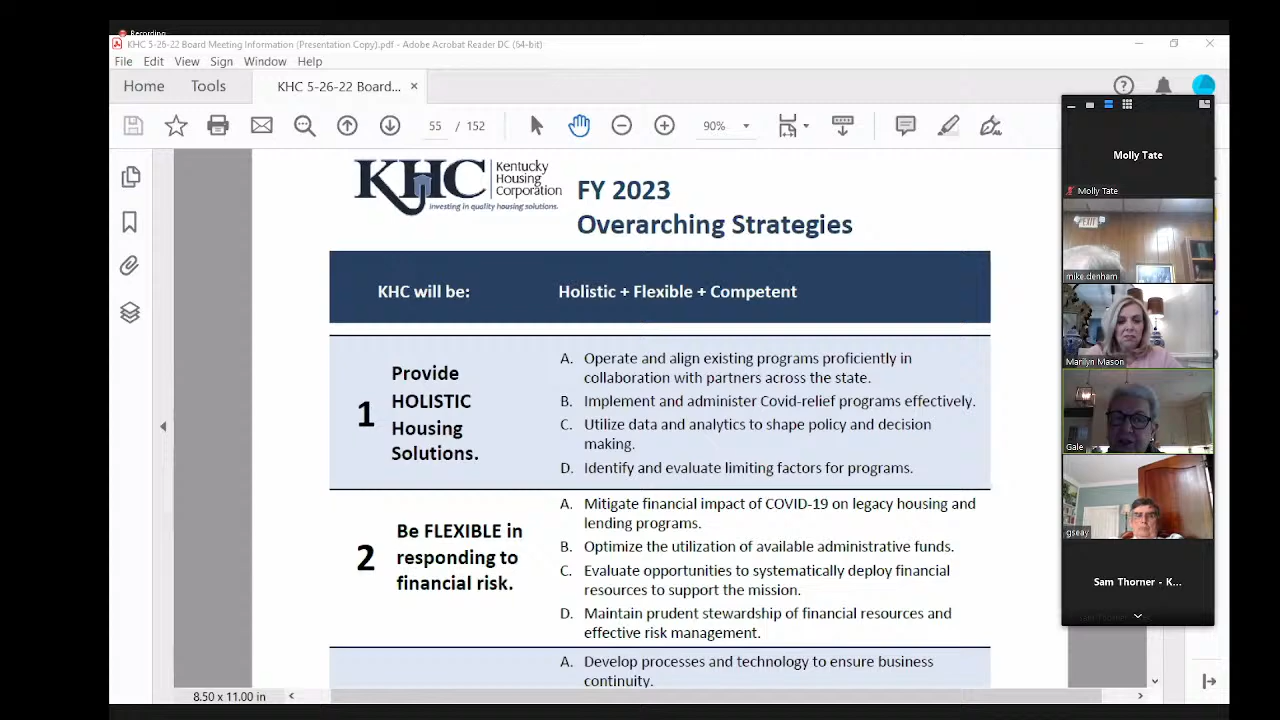 Recording
KHC 5-26-22 Board Meeting Information (Presentation Copy).pdf - Adobe Acrobat Reader DC (64-bit)
File Edit View Sign Window Help
Home Tools KHC 5-26-22 Board... ×
55 / 152 90%
KHC Kentucky
Housing
Corporation
Investing in quality housing solutions.
FY 2023
Overarching Strategies
KHC will be: Holistic + Flexible + Competent
1 Provide
HOLISTIC
Housing
Solutions.
A. Operate and align existing programs proficiently in
collaboration with partners across the state.
B. Implement and administer Covid-relief programs effectively.
C. Utilize data and analytics to shape policy and decision
making.
D. Identify and evaluate limiting factors for programs.
2 Be FLEXIBLE in
responding to
financial risk.
A. Mitigate financial impact of COVID-19 on legacy housing and
lending programs.
B. Optimize the utilization of available administrative funds.
C. Evaluate opportunities to systematically deploy financial
resources to support the mission.
D. Maintain prudent stewardship of financial resources and
effective risk management.
A. Develop processes and technology to ensure business
continuity.
8.50 x 11.00 in
Molly Tate
Molly Tate
EXIT
mike.denham
Marilyn Mason
Gale
gseay
Sam Thorner - K...